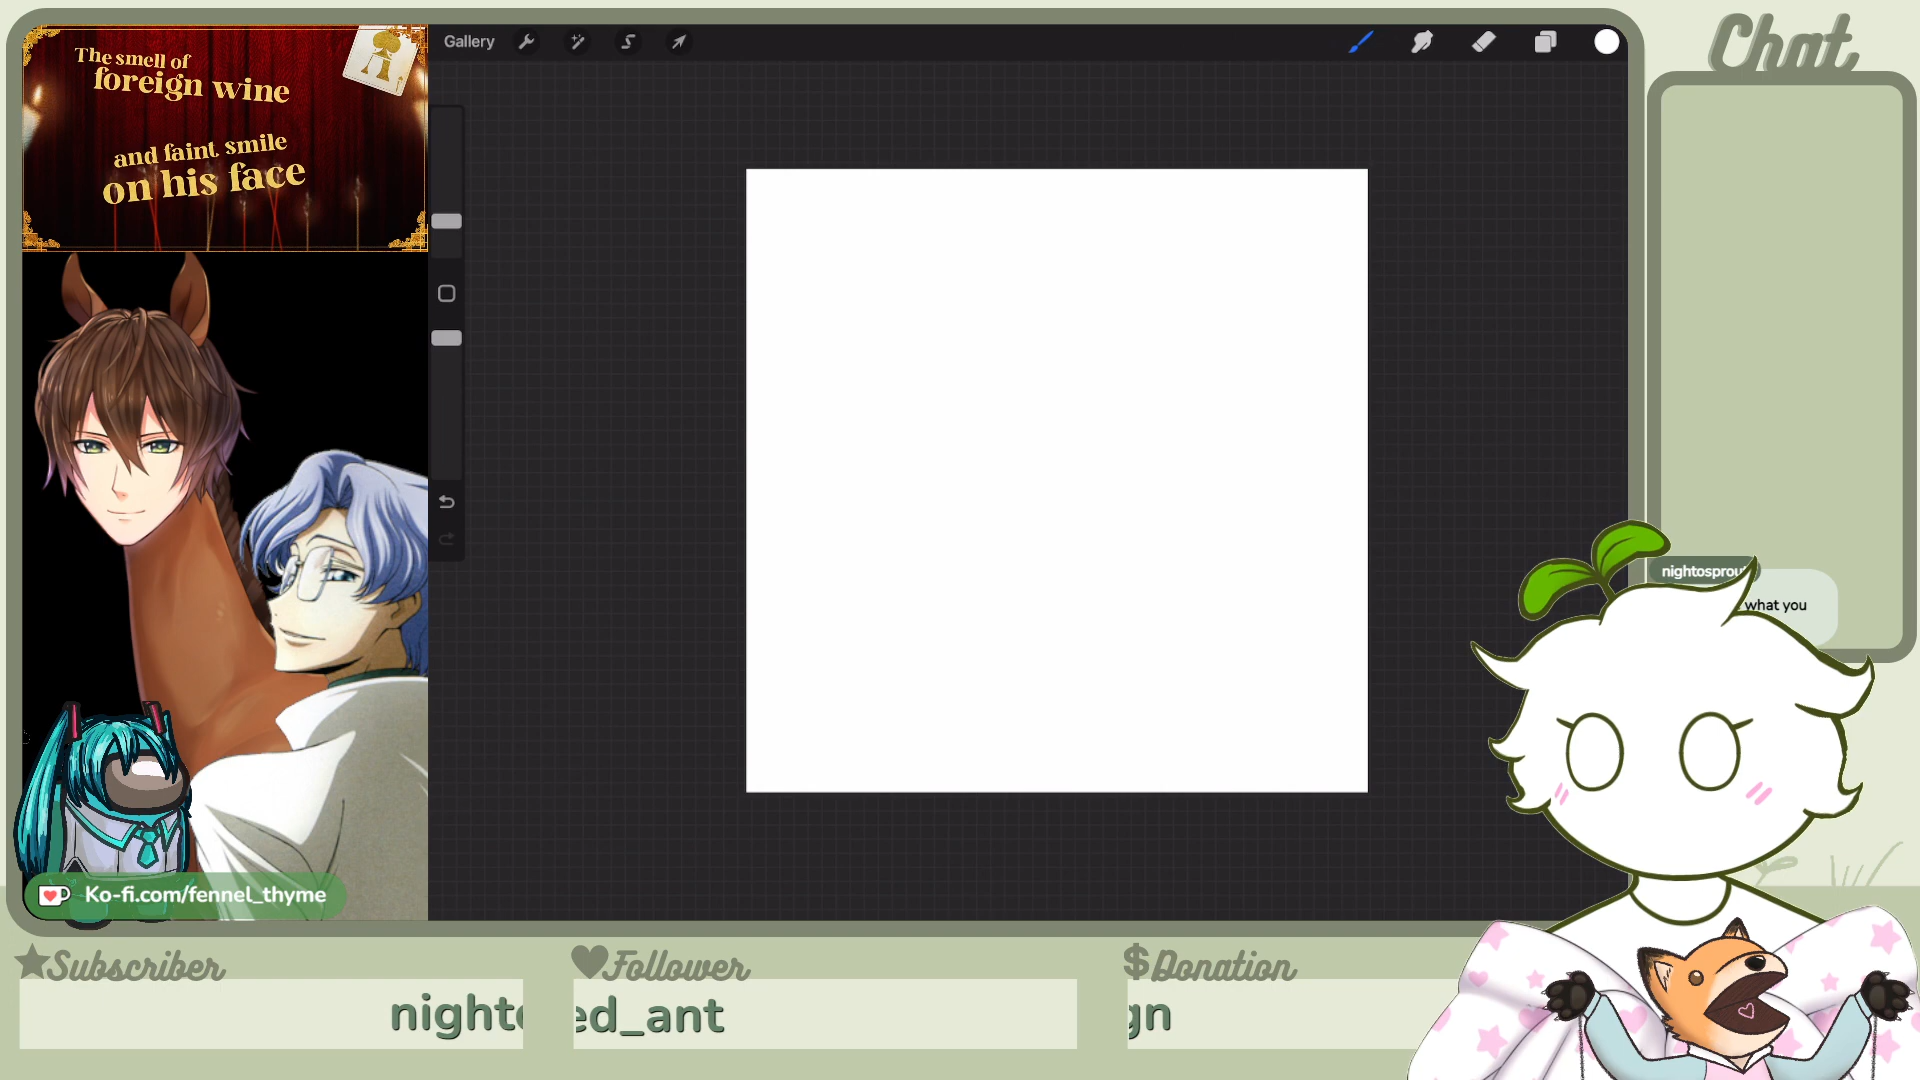 The smell of
foreign wine
and faint smile
on his face
Gallery
Chat
nightosprou
what you
Ko-fi.com/fennel_thyme
Subscriber
Follower
Donation
nighto
ed_ant
gn